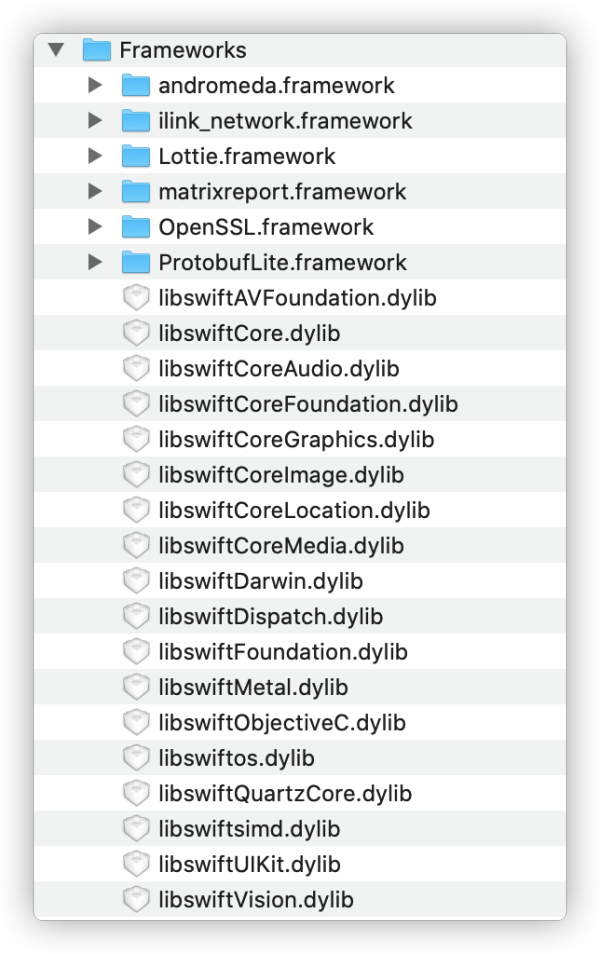 Frameworks
andromeda.framework
ilink_network.framework
Lottie.framework
matrixreport.framework
OpenSSL.framework
ProtobufLite.framework
libswiftAVFoundation.dylib
libswiftCore.dylib
libswiftCoreAudio.dylib
libswiftCoreFoundation.dylib
libswiftCoreGraphics.dylib
libswiftCoreImage.dylib
libswiftCoreLocation.dylib
libswiftCoreMedia.dylib
libswiftDarwin.dylib
libswiftDispatch.dylib
libswiftFoundation.dylib
libswiftMetal.dylib
libswiftObjectiveC.dylib
libswiftos.dylib
libswiftQuartzCore.dylib
libswiftsimd.dylib
libswiftUIKit.dylib
libswiftVision.dylib